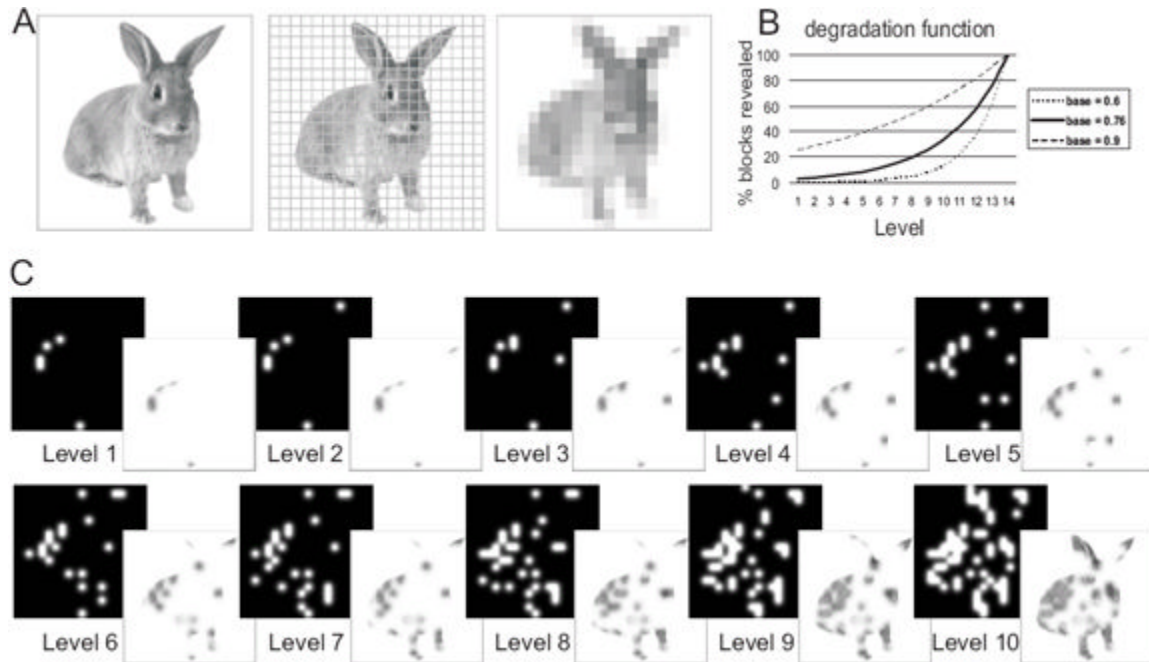 A
B
degradation function
% blocks revealed
100
80
60
40
20
0
1 2 3 4 5 6 7 8 9 10 11 12 13 14
Level
base = 0.6
base = 0.76
base = 0.9
C
Level 1
Level 2
Level 3
Level 4
Level 5
Level 6
Level 7
Level 8
Level 9
Level 10